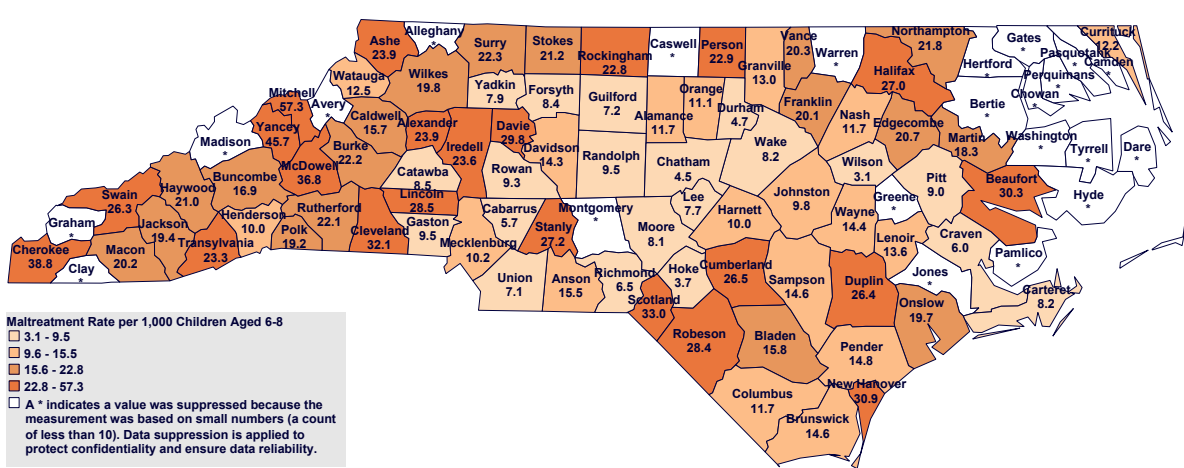 Alleghany
*
Ashe
23.9
Surry
22.3
Stokes
21.2
Rockingham
22.8
Caswell
*
Person
22.9
Vance
20.3
Warren
*
Northampton
21.8
Gates
*
Currituck
12.2
Pasquotank
*
Camden
*
Hertford
*
Perquimans
*
Chowan
*
Bertie
*
Watauga
12.5
Wilkes
19.8
Yadkin
7.9
Forsyth
8.4
Guilford
7.2
Alamance
11.7
Orange
11.1
Durham
4.7
Granville
13.0
Franklin
20.1
Halifax
27.0
Nash
11.7
Edgecombe
20.7
Martin
18.3
Washington
*
Tyrrell
*
Dare
*
Mitchell
57.3
Avery
*
Caldwell
15.7
Alexander
23.9
Iredell
23.6
Davie
29.8
Davidson
14.3
Randolph
9.5
Chatham
4.5
Wake
8.2
Wilson
3.1
Pitt
9.0
Beaufort
30.3
Hyde
*
Madison
*
Yancey
45.7
McDowell
36.8
Burke
22.2
Catawba
8.5
Rowan
9.3
Lee
7.7
Johnston
9.8
Greene
*
Swain
26.3
Haywood
21.0
Buncombe
16.9
Rutherford
22.1
Lincoln
28.5
Cabarrus
5.7
Montgomery
*
Moore
8.1
Harnett
10.0
Wayne
14.4
Lenoir
13.6
Craven
6.0
Pamlico
*
Graham
*
Jackson
19.4
Henderson
10.0
Polk
19.2
Cleveland
32.1
Gaston
9.5
Mecklenburg
10.2
Stanly
27.2
Cherokee
38.8
Clay
*
Macon
20.2
Transylvania
23.3
Union
7.1
Anson
15.5
Richmond
6.5
Hoke
3.7
Cumberland
26.5
Sampson
14.6
Duplin
26.4
Jones
*
Onslow
19.7
Carteret
8.2
Scotland
33.0
Robeson
28.4
Bladen
15.8
Pender
14.8
New Hanover
30.9
Columbus
11.7
Brunswick
14.6
Maltreatment Rate per 1,000 Children Aged 6-8
3.1 - 9.5
9.6 - 15.5
15.6 - 22.8
22.8 - 57.3
A * indicates a value was suppressed because the
measurement was based on small numbers (a count
of less than 10). Data suppression is applied to
protect confidentiality and ensure data reliability.